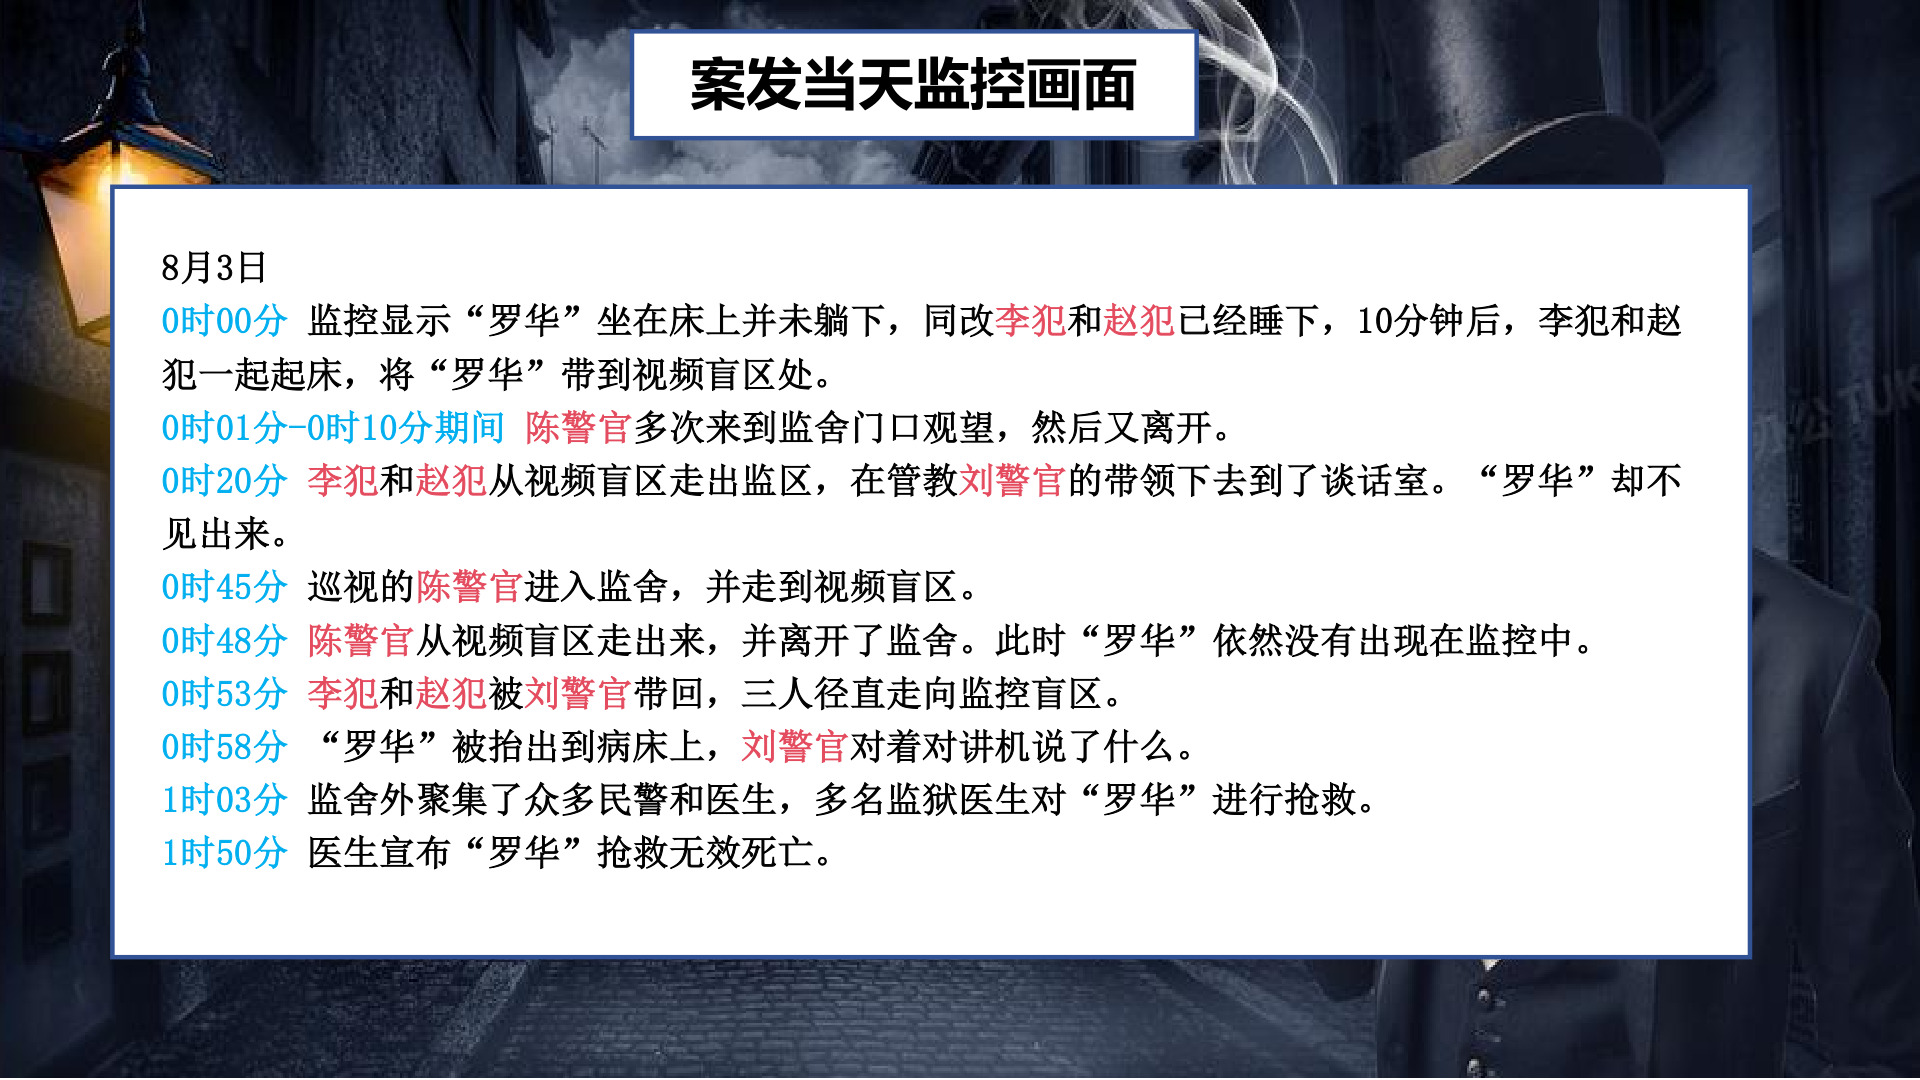 案发当天监控画面
8月3日
0时00分 监控显示“罗华”坐在床上并未躺下，同改李犯和赵犯已经睡下，10分钟后，李犯和赵
犯一起起床，将“罗华”带到视频盲区处。
0时01分-0时10分期间 陈警官多次来到监舍门口观望，然后又离开。
0时20分 李犯和赵犯从视频盲区走出监区，在管教刘警官的带领下去到了谈话室。“罗华”却不
见出来。
0时45分 巡视的陈警官进入监舍，并走到视频盲区。
0时48分 陈警官从视频盲区走出来，并离开了监舍。此时“罗华”依然没有出现在监控中。
0时53分 李犯和赵犯被刘警官带回，三人径直走向监控盲区。
0时58分 “罗华”被抬出到病床上，刘警官对着对讲机说了什么。
1时03分 监舍外聚集了众多民警和医生，多名监狱医生对“罗华”进行抢救。
1时50分 医生宣布“罗华”抢救无效死亡。